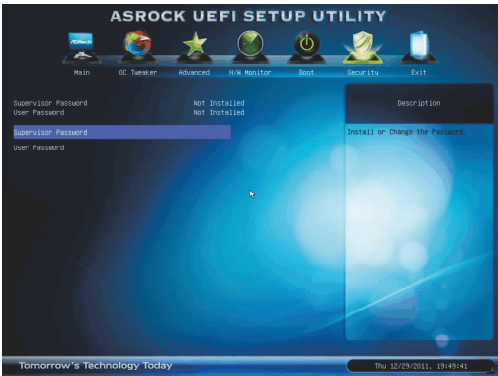 ASROCK UEFI SETUP UTILITY
ASRock
Main OC Tweaker Advanced H/W Monitor Boot Security Exit
Supervisor Password Not Installed
User Password Not Installed
Supervisor Password
User Password
Description
Install or Change the Password.
Tomorrow's Technology Today
Thu 12/29/2011, 19:49:41